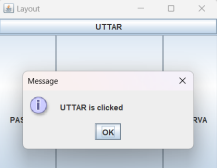 Layout
UTTAR
Message
PAS
UTTAR is clicked
RVA
OK